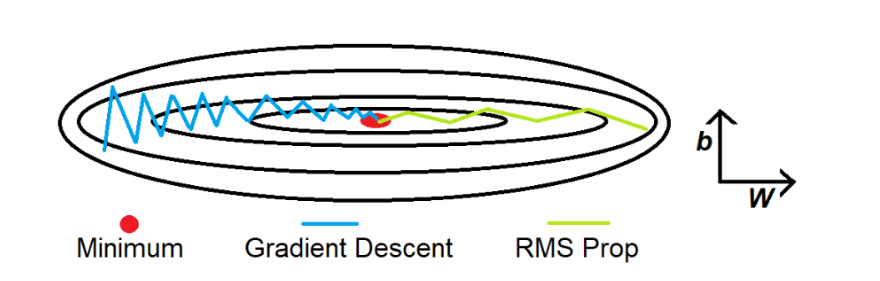 b
W
Minimum
Gradient Descent
RMS Prop